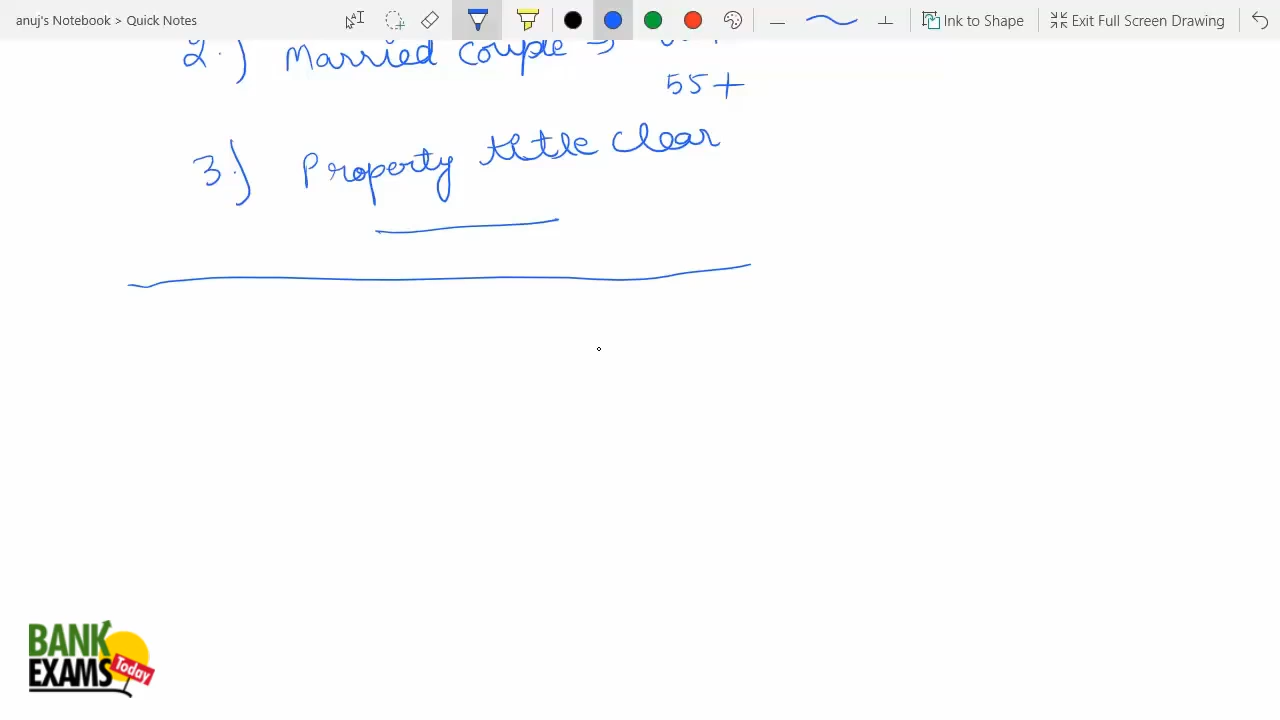 anuj's Notebook > Quick Notes
Ink to Shape
Exit Full Screen Drawing
2.) Married Couple →
55+
3.) Property title Clear
BANK
EXAMS
Today